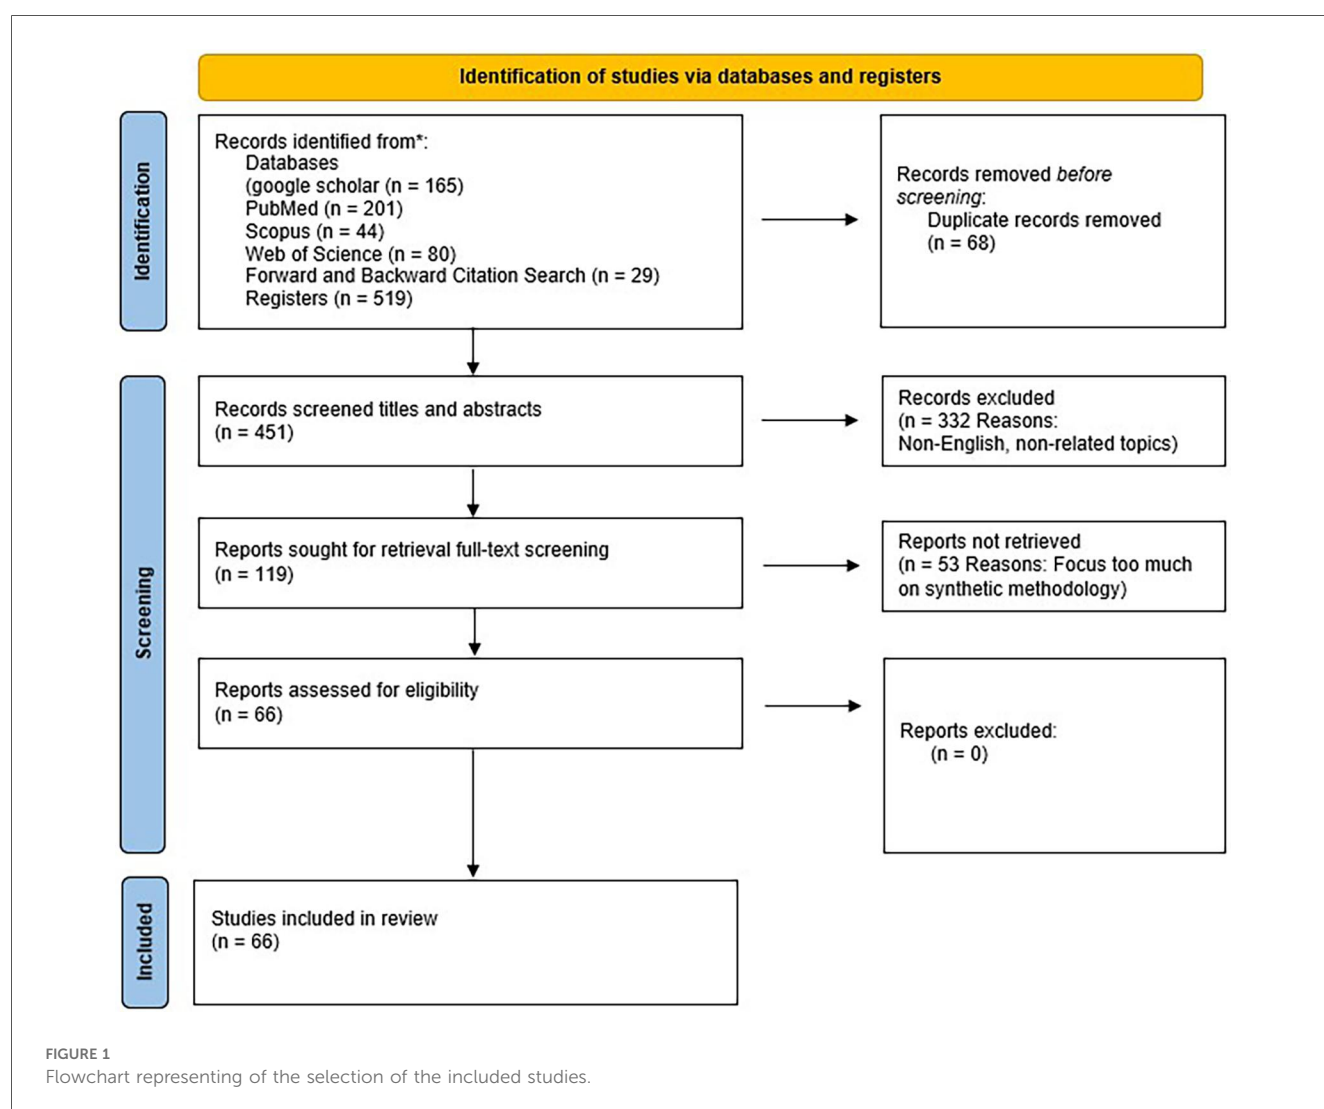 Identification of studies via databases and registers
Identification
Records identified from*:
Databases
(google scholar (n = 165)
PubMed (n = 201)
Scopus (n = 44)
Web of Science (n = 80)
Forward and Backward Citation Search (n = 29)
Registers (n = 519)
Records removed before
screening:
Duplicate records removed
(n = 68)
Screening
Records screened titles and abstracts
(n = 451)
Records excluded
(n = 332 Reasons:
Non-English, non-related topics)
Reports sought for retrieval full-text screening
(n = 119)
Reports not retrieved
(n = 53 Reasons: Focus too much
on synthetic methodology)
Reports assessed for eligibility
(n = 66)
Reports excluded:
(n = 0)
Included
Studies included in review
(n = 66)
FIGURE 1
Flowchart representing of the selection of the included studies.